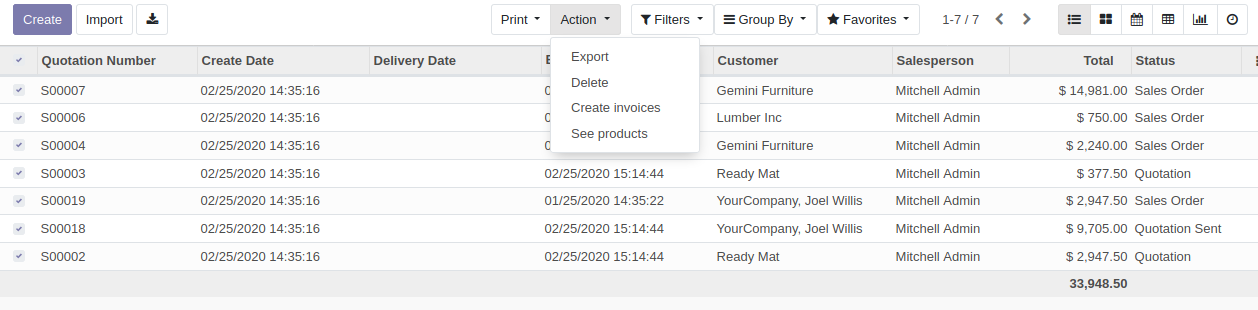 Create Import Print Action Filters Group By Favorites 1-7 / 7
Export
Delete
Create invoices
See products
Quotation Number Create Date Delivery Date Customer Salesperson Total Status
S00007 02/25/2020 14:35:16 Gemini Furniture Mitchell Admin $ 14,981.00 Sales Order
S00006 02/25/2020 14:35:16 Lumber Inc Mitchell Admin $ 750.00 Sales Order
S00004 02/25/2020 14:35:16 Gemini Furniture Mitchell Admin $ 2,240.00 Sales Order
S00003 02/25/2020 14:35:16 02/25/2020 15:14:44 Ready Mat Mitchell Admin $ 377.50 Quotation
S00019 02/25/2020 14:35:16 01/25/2020 14:35:22 YourCompany, Joel Willis Mitchell Admin $ 2,947.50 Sales Order
S00018 02/25/2020 14:35:16 02/25/2020 15:14:44 YourCompany, Joel Willis Mitchell Admin $ 9,705.00 Quotation Sent
S00002 02/25/2020 14:35:16 02/25/2020 15:14:44 Ready Mat Mitchell Admin $ 2,947.50 Quotation
33,948.50